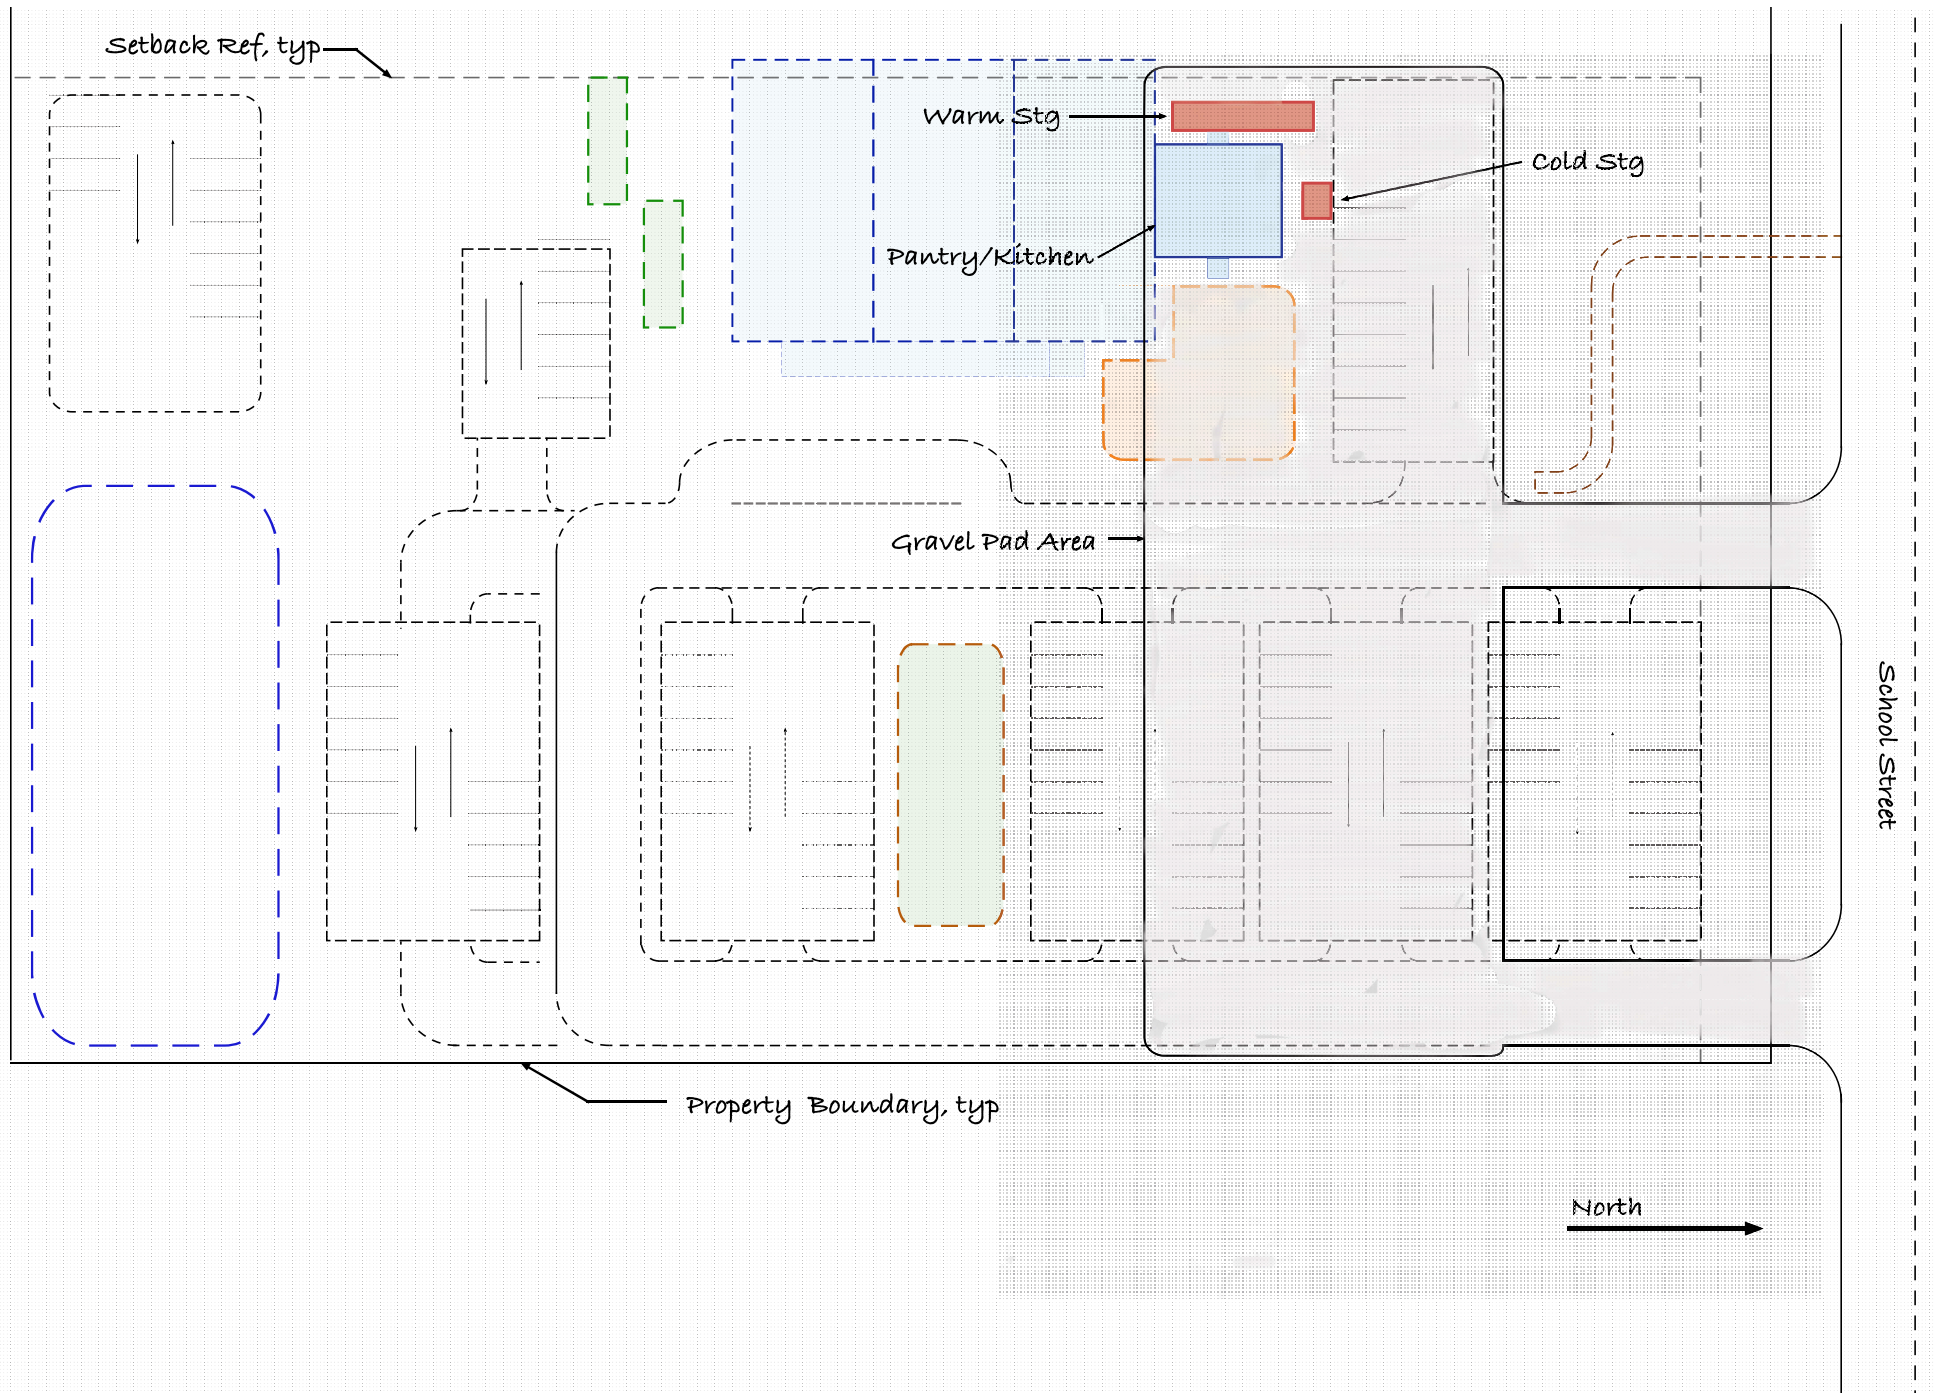 Setback Ref, typ
Warm Stg
Cold Stg
Pantry/Kitchen
Gravel Pad Area
School Street
Property Boundary, typ
North